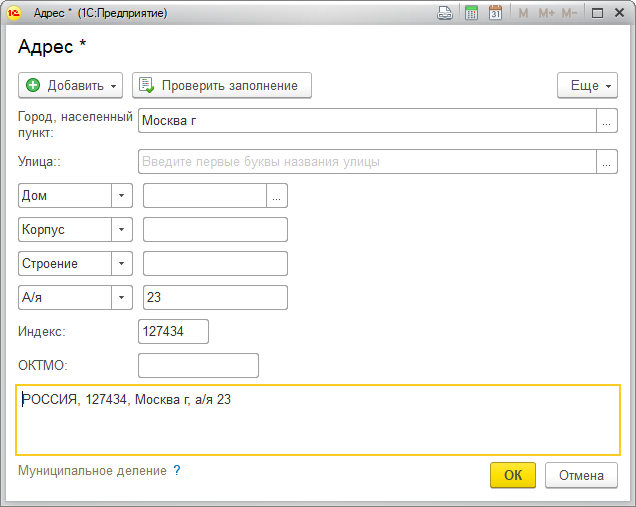 Адрес * (1С:Предприятие)
M M+ M-
Адрес *
Добавить
Проверить заполнение
Еще
Город, населенный
пункт:
Москва г
...
Улица::
Введите первые буквы названия улицы
...
Дом
...
Корпус
Строение
А/я
23
Индекс:
127434
ОКТМО:
РОССИЯ, 127434, Москва г, а/я 23
Муниципальное деление ?
ОК
Отмена